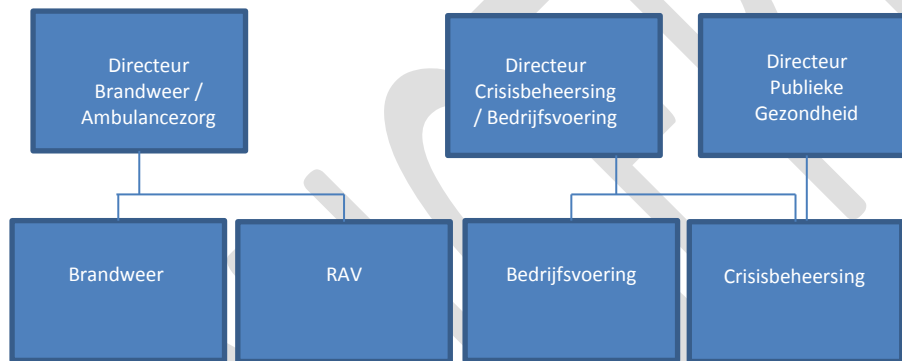 Directeur
Brandweer /
Ambulancezorg
Directeur
Crisisbeheersing
/ Bedrijfsvoering
Directeur
Publieke
Gezondheid
Brandweer
RAV
Bedrijfsvoering
Crisisbeheersing